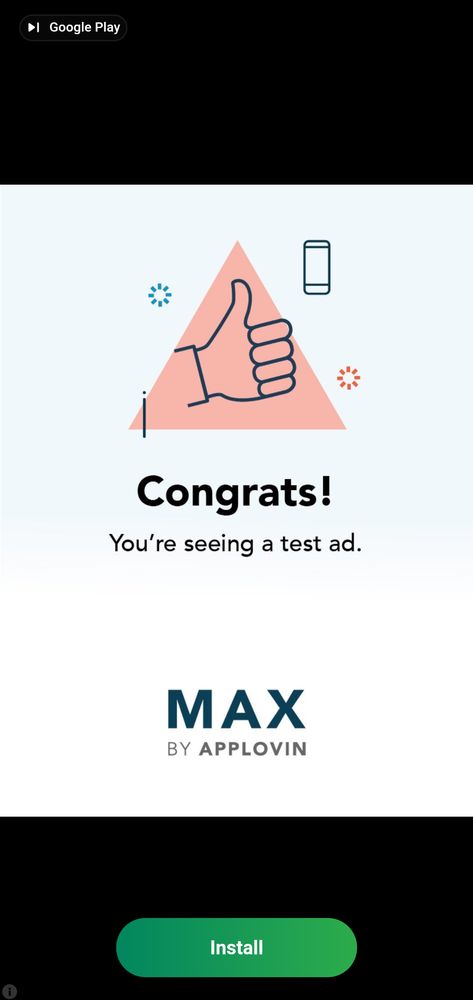 Google Play
Congrats!
You’re seeing a test ad.
MAX
BY APPLOVIN
Install